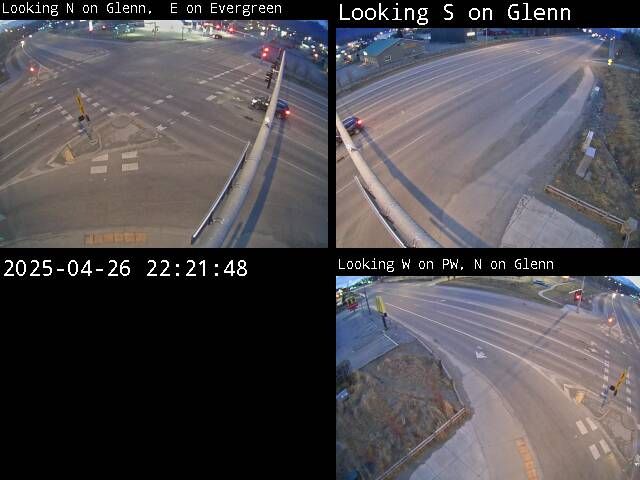 Looking N on Glenn, E on Evergreen
Looking S on Glenn
2025-04-26 22:21:48
Looking W on PW, N on Glenn